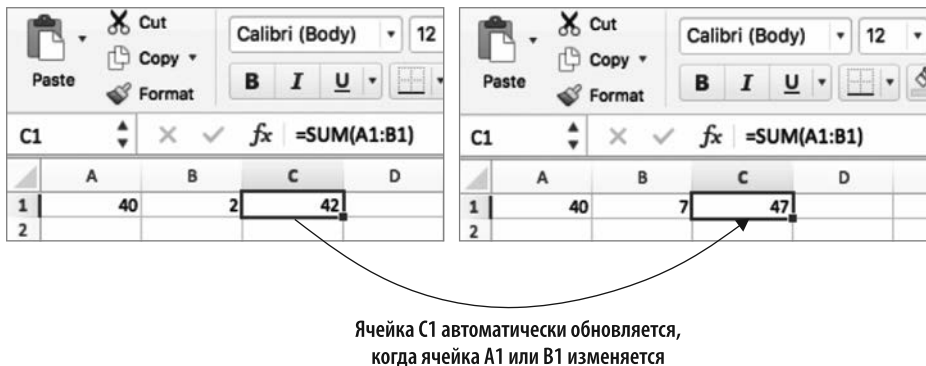 Cut
Calibri (Body) 12
Copy
Paste
B I U
Format
C1 fx =SUM(A1:B1)
A B C D
1 40 2 42
2
Cut
Calibri (Body) 12
Copy
Paste
B I U
Format
C1 fx =SUM(A1:B1)
A B C D
1 40 7 47
2
Ячейка C1 автоматически обновляется,
когда ячейка A1 или B1 изменяется